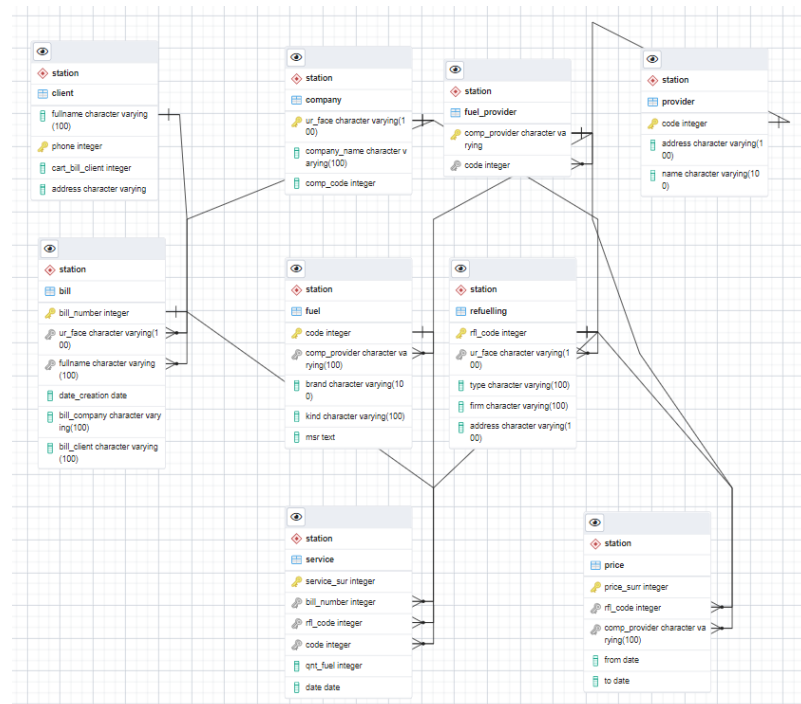 station
client
fullname character varying
(100)
phone integer
cart_bill_client integer
address character varying
station
company
ur_face character varying(1
00)
company_name character v
arying(100)
comp_code integer
station
fuel_provider
comp_provider character va
rying
code integer
station
provider
code integer
address character varying(1
00)
name character varying(10
0)
station
bill
bill_number integer
ur_face character varying(1
00)
fullname character varying
(100)
date_creation date
bill_company character vary
ing(100)
bill_client character varying
(100)
station
fuel
code integer
comp_provider character va
rying(100)
brand character varying(10
0)
kind character varying(100)
msr text
station
refuelling
rfl_code integer
ur_face character varying(1
00)
type character varying(100)
firm character varying(100)
address character varying(1
00)
station
service
service_sur integer
bill_number integer
rfl_code integer
code integer
qnt_fuel integer
date date
station
price
price_surr integer
rfl_code integer
comp_provider character va
rying(100)
from date
to date